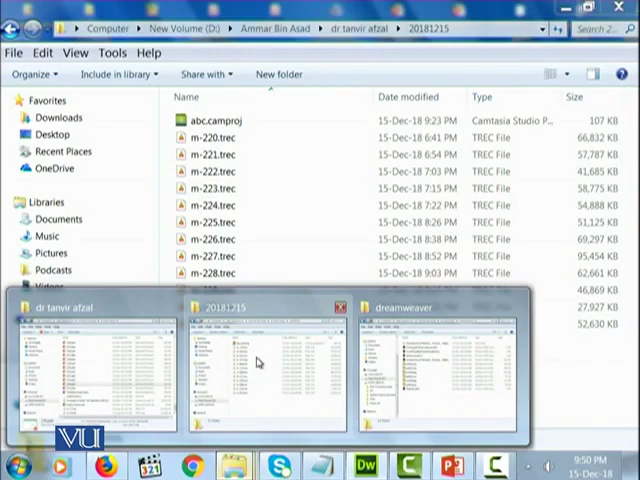 Computer ▸ New Volume (D:) ▸ Ammar Bin Asad ▸ dr tanvir afzal ▸ 20181215
Search 2...
File Edit View Tools Help
Organize Include in library Share with New folder
Name Date modified Type Size
Favorites
Downloads
Desktop
Recent Places
OneDrive
Libraries
Documents
Music
Pictures
Podcasts
Videos
abc.camproj 15-Dec-18 9:23 PM Camtasia Studio P... 107 KB
m-220.trec 15-Dec-18 6:41 PM TREC File 66,832 KB
m-221.trec 15-Dec-18 6:54 PM TREC File 57,787 KB
m-222.trec 15-Dec-18 7:03 PM TREC File 41,685 KB
m-223.trec 15-Dec-18 7:15 PM TREC File 58,775 KB
m-224.trec 15-Dec-18 7:22 PM TREC File 54,888 KB
m-225.trec 15-Dec-18 8:26 PM TREC File 51,125 KB
m-226.trec 15-Dec-18 8:38 PM TREC File 69,297 KB
m-227.trec 15-Dec-18 8:52 PM TREC File 95,454 KB
m-228.trec 15-Dec-18 9:03 PM TREC File 62,661 KB
46,869 KB
27,927 KB
52,630 KB
dr tanvir afzal 20181215 dreamweaver
VU
321
Dw
9:50 PM
15-Dec-18